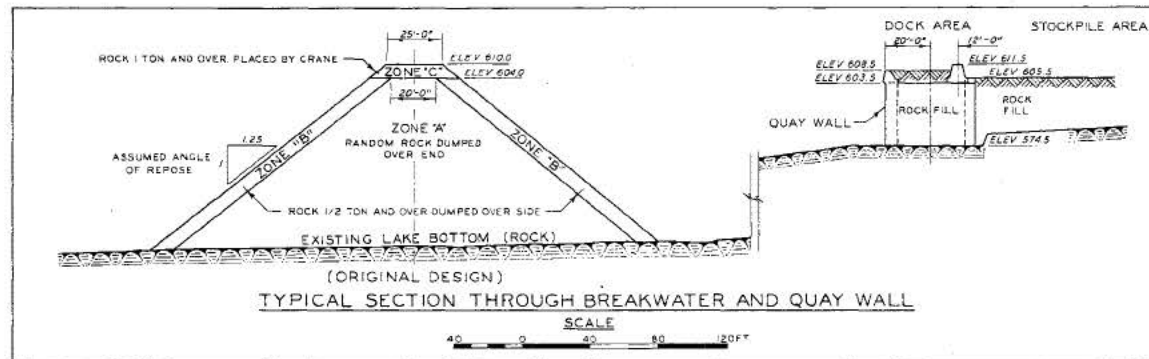 DOCK AREA
STOCKPILE AREA
25'-0"
20'-0"
12'-0"
ROCK 1 TON AND OVER, PLACED BY CRANE
ELEV 610.0
ZONE "C"
ELEV 604.0
20'-0"
ELEV 608.5
ELEV 603.5
ELEV 611.5
ELEV 605.5
ROCK FILL
ROCK
FILL
QUAY WALL
ELEV 574.5
ZONE "A"
RANDOM ROCK DUMPED
OVER END
1.25
1
ASSUMED ANGLE
OF REPOSE
ZONE "B"
ZONE "B"
ROCK 1/2 TON AND OVER DUMPED OVER SIDE
EXISTING LAKE BOTTOM (ROCK)
(ORIGINAL DESIGN)
TYPICAL SECTION THROUGH BREAKWATER AND QUAY WALL
SCALE
40 0 40 80 120FT